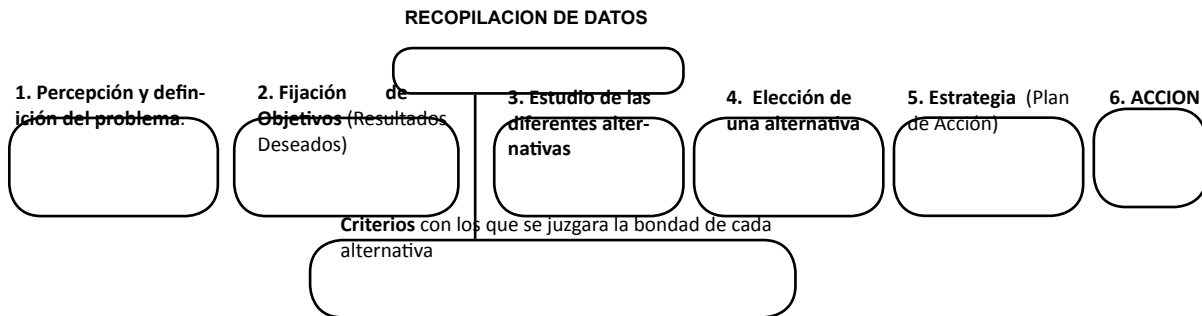 RECOPILACION DE DATOS
1. Percepción y defin-
ición del problema.
2. Fijación de
Objetivos (Resultados
Deseados)
3. Estudio de las
diferentes alter-
nativas
4. Elección de
una alternativa
5. Estrategia (Plan
de Acción)
6. ACCION
Criterios con los que se juzgara la bondad de cada
alternativa